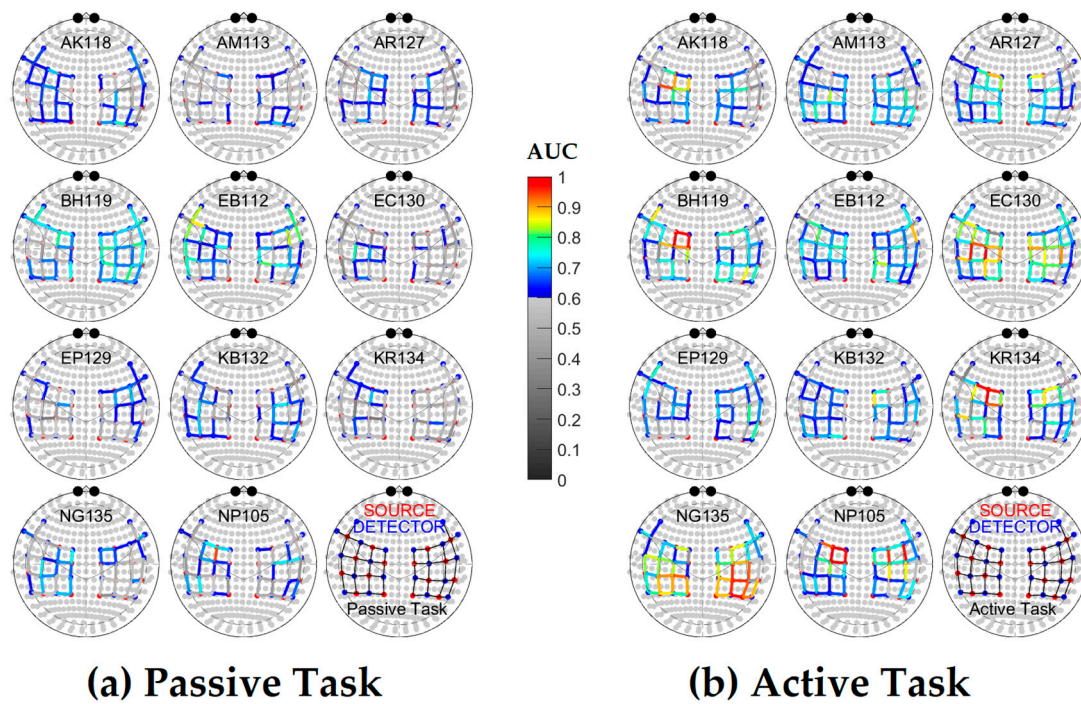 AK118 AM113 AR127
BH119 EB112 EC130
EP129 KB132 KR134
NG135 NP105 SOURCE
DETECTOR
Passive Task
AUC
1
0.9
0.8
0.7
0.6
0.5
0.4
0.3
0.2
0.1
0
AK118 AM113 AR127
BH119 EB112 EC130
EP129 KB132 KR134
NG135 NP105 SOURCE
DETECTOR
Active Task
(a) Passive Task
(b) Active Task